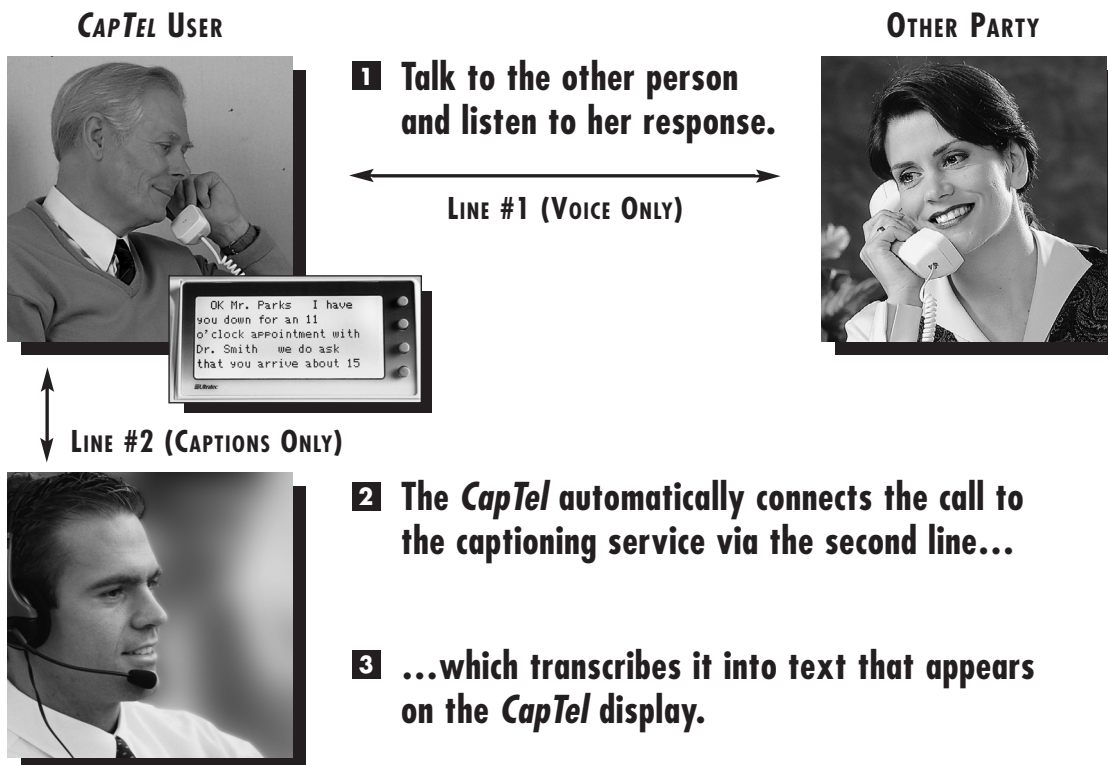 CapTel User
Other Party
1 Talk to the other person
and listen to her response.
Line #1 (Voice Only)
OK Mr. Parks I have
you down for an 11
o'clock appointment with
Dr. Smith we do ask
that you arrive about 15
Ultratec
Line #2 (Captions Only)
2 The CapTel automatically connects the call to
the captioning service via the second line...
3 ...which transcribes it into text that appears
on the CapTel display.